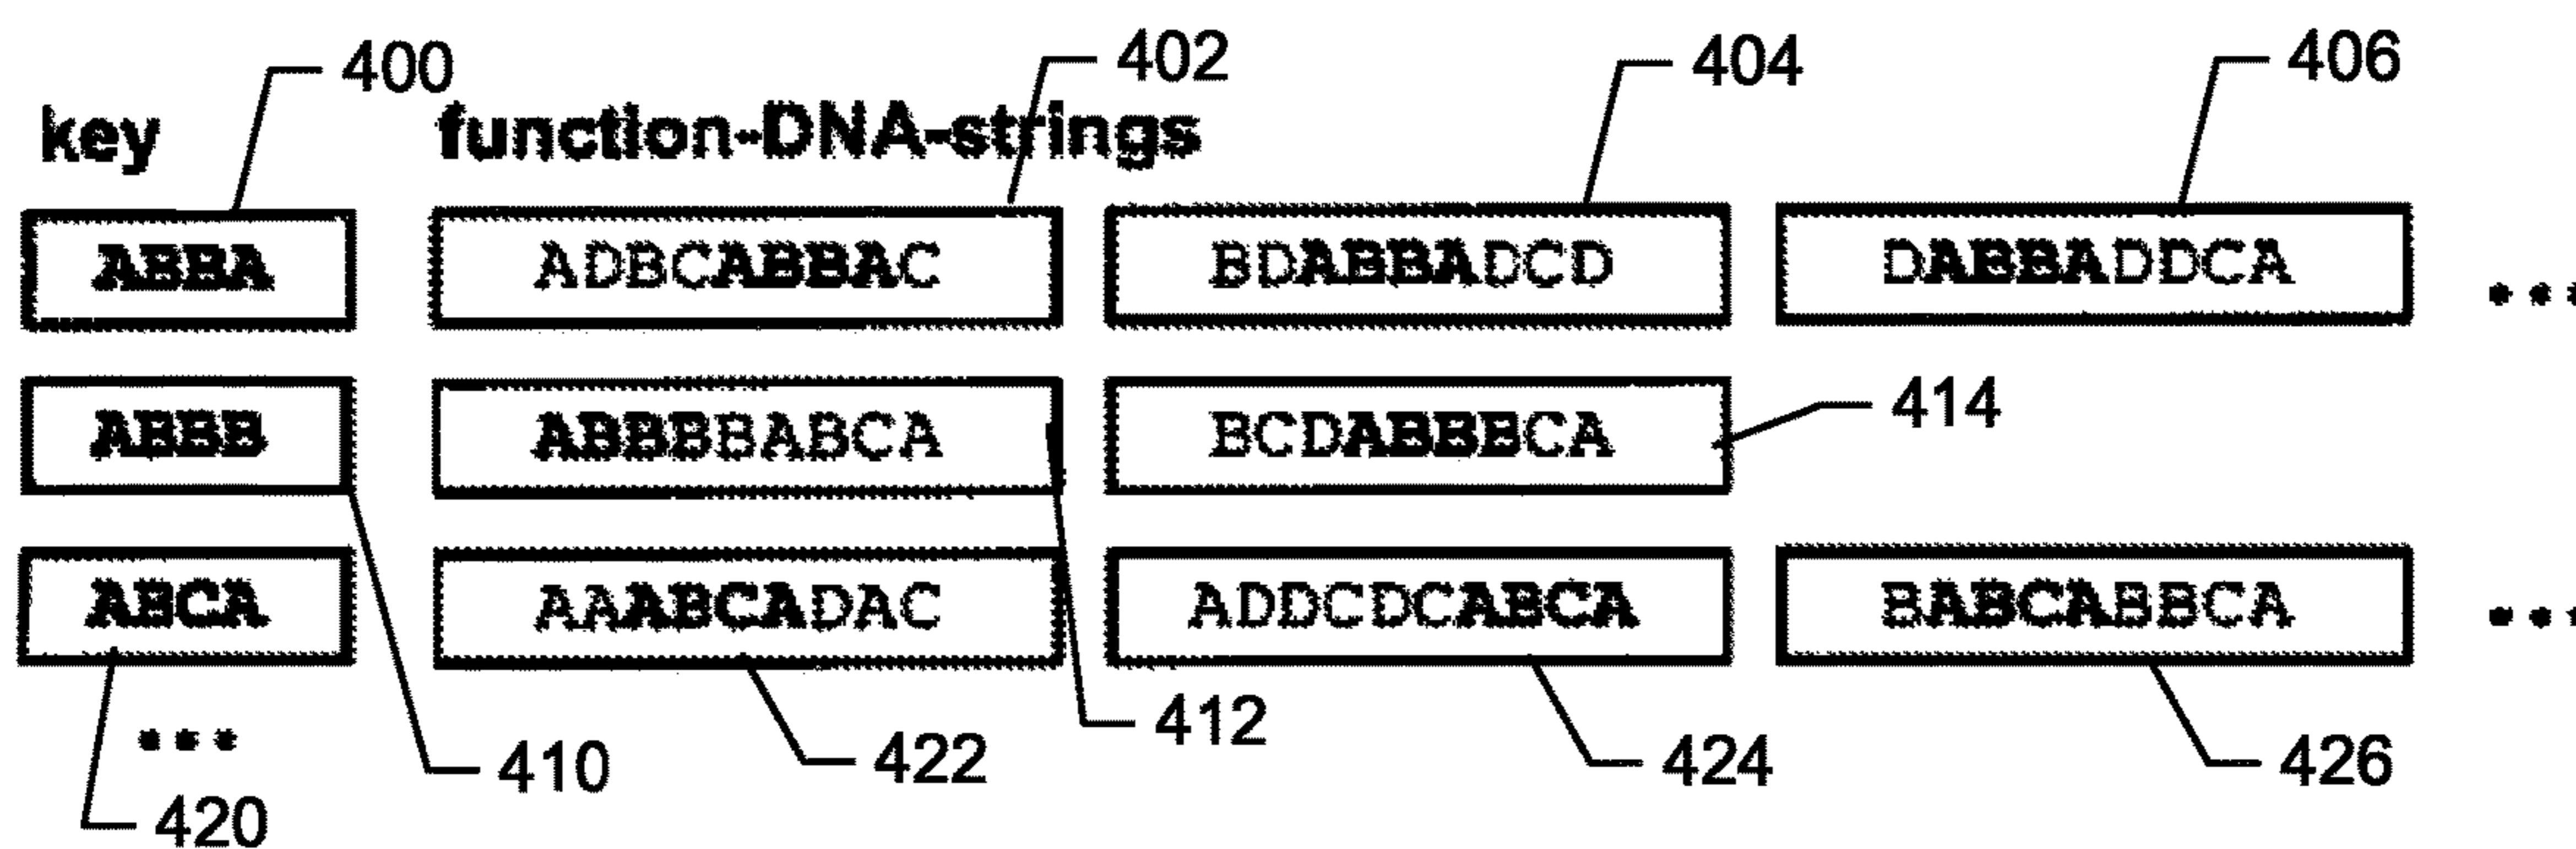 400 402 404 406
key function-DNA-strings
ABBA ADBCABBAC BDABBADCD DABBADDCA ...
ABBB ABBBBABCA BCDABBBCA 414
ABCA AAABCADAC ADDCDCABCA BABCABBCA ...
... 410 422 412 424 426
420